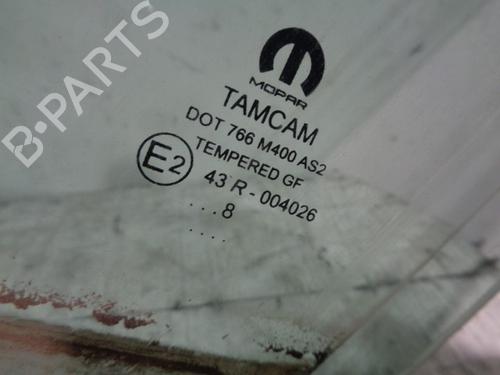 B-PARTS
MOPAR
TAMCAM
DOT 766 M400 AS2
TEMPERED GF
E2
43 R - 004026
...8
....